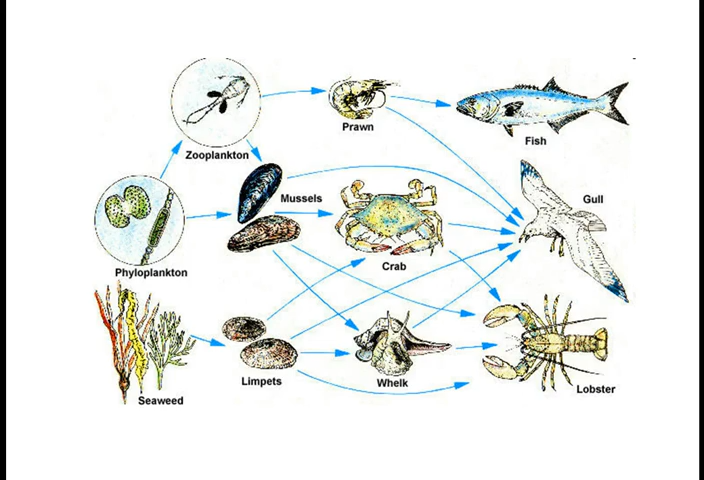 Prawn
Fish
Zooplankton
Mussels
Gull
Crab
Phyloplankton
Limpets
Whelk
Lobster
Seaweed